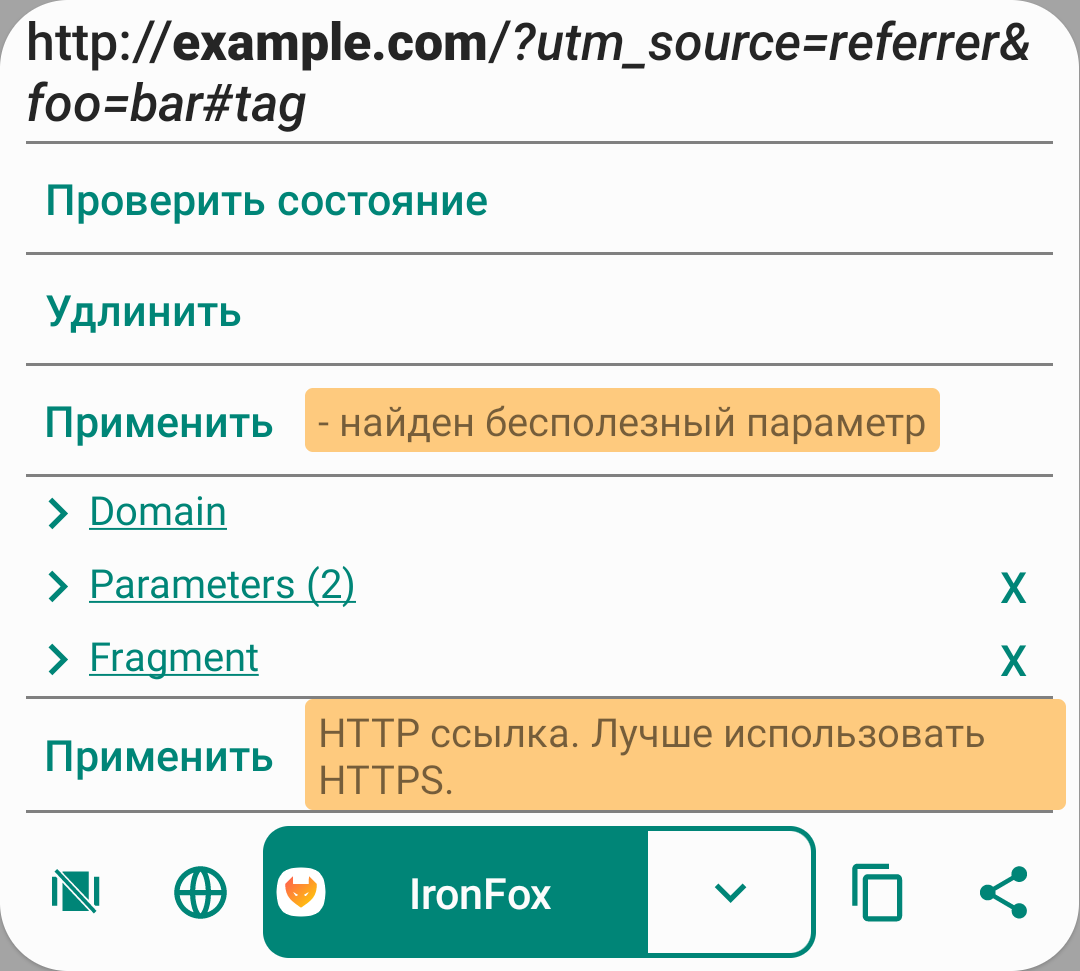 http://example.com/?utm_source=referrer&
foo=bar#tag
Проверить состояние
Удлинить
Применить - найден бесполезный параметр
Domain
Parameters (2) X
Fragment X
Применить HTTP ссылка. Лучше использовать
HTTPS.
IronFox